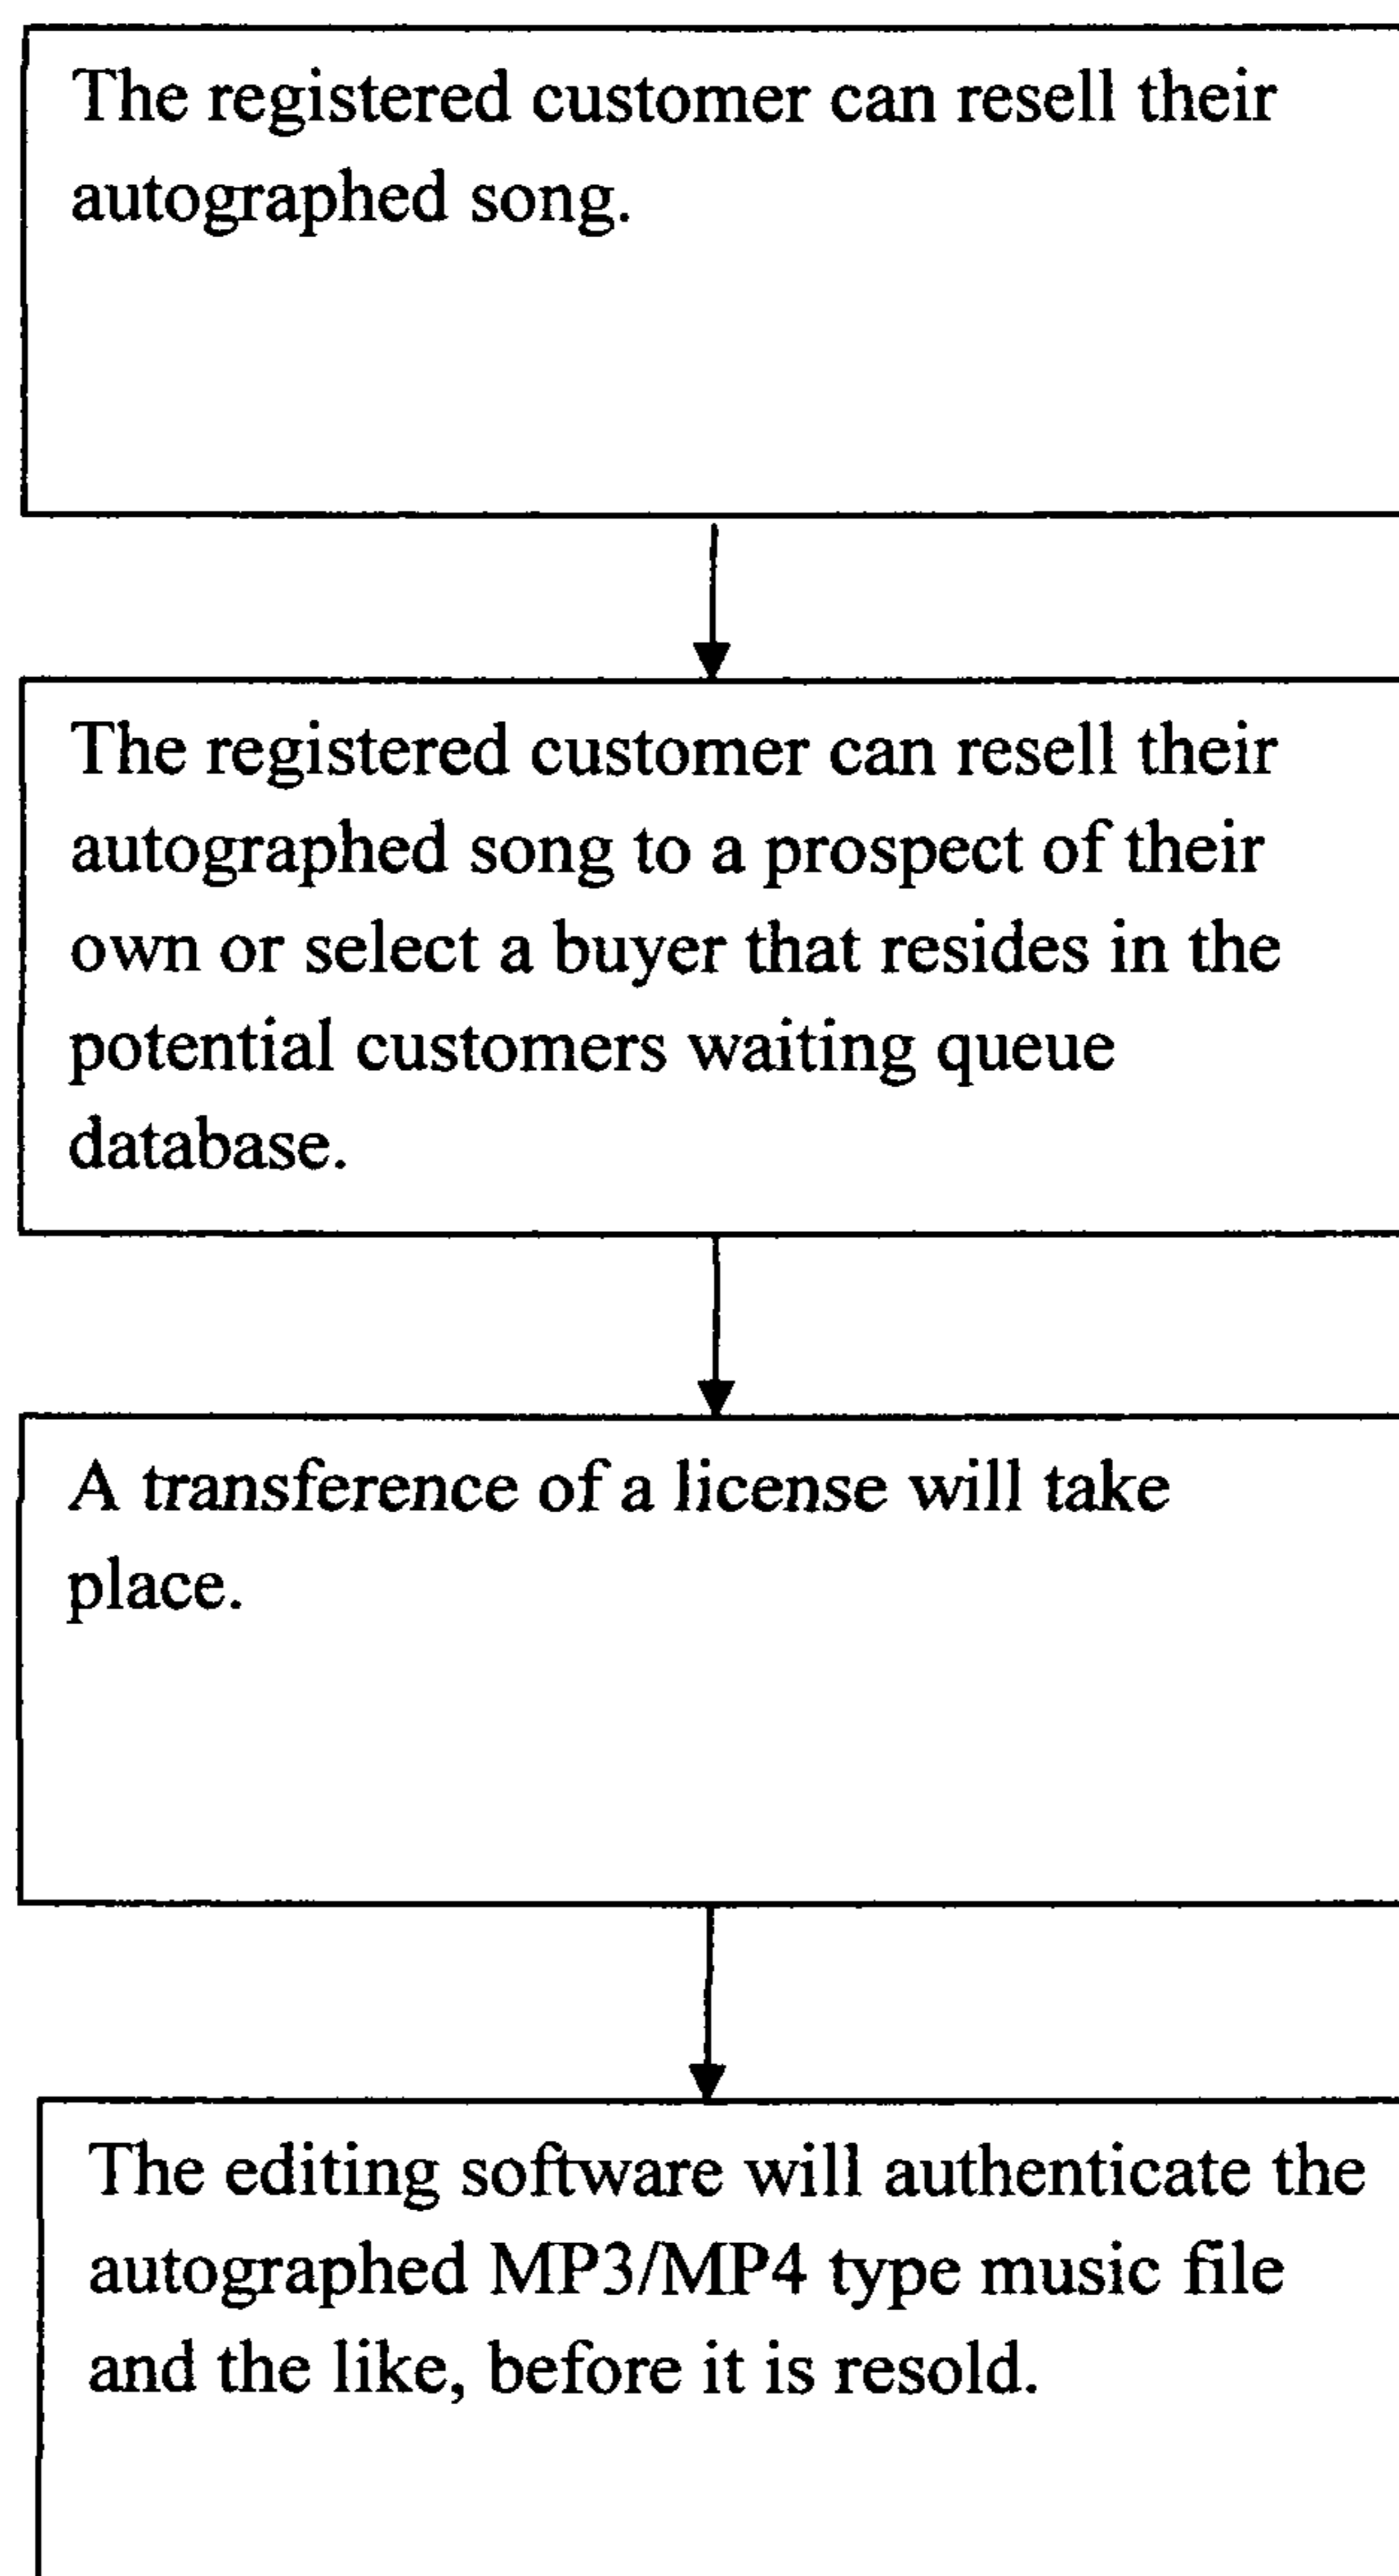 The registered customer can resell their
autographed song.
The registered customer can resell their
autographed song to a prospect of their
own or select a buyer that resides in the
potential customers waiting queue
database.
A transference of a license will take
place.
The editing software will authenticate the
autographed MP3/MP4 type music file
and the like, before it is resold.